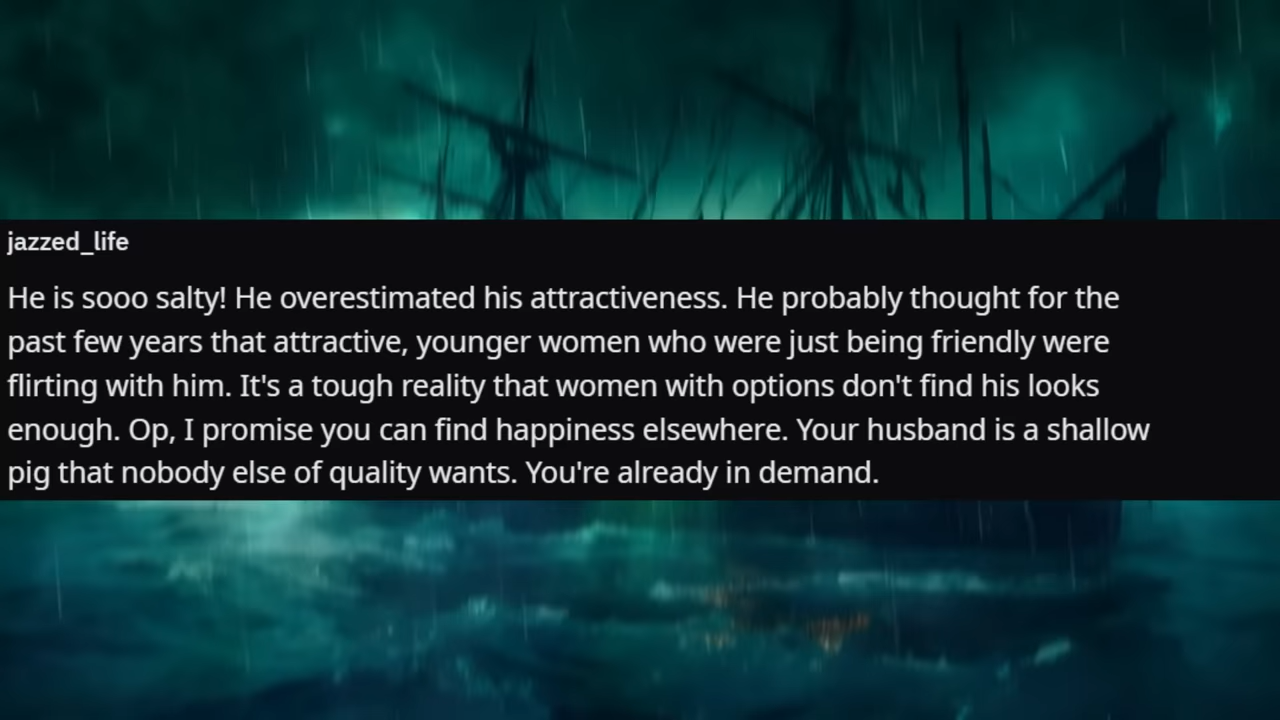 jazzed_life
He is sooo salty! He overestimated his attractiveness. He probably thought for the
past few years that attractive, younger women who were just being friendly were
flirting with him. It's a tough reality that women with options don't find his looks
enough. Op, I promise you can find happiness elsewhere. Your husband is a shallow
pig that nobody else of quality wants. You're already in demand.